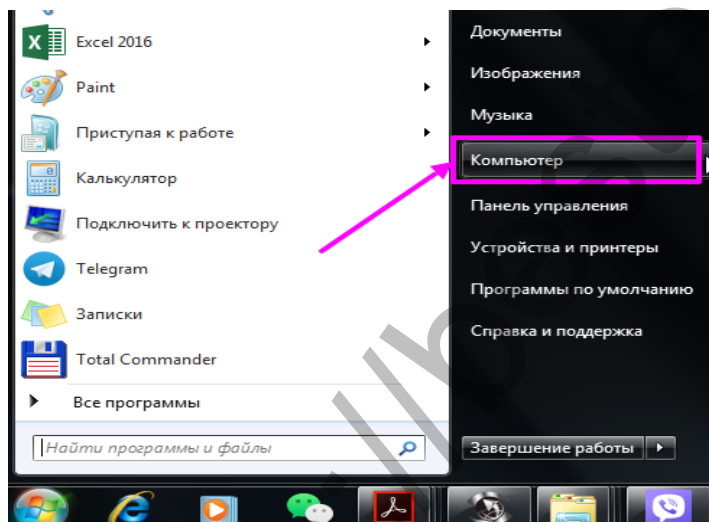 Excel 2016
Paint
Приступая к работе
Калькулятор
Подключить к проектору
Telegram
Записки
Total Commander
Все программы
Найти программы и файлы
Документы
Изображения
Музыка
Компьютер
Панель управления
Устройства и принтеры
Программы по умолчанию
Справка и поддержка
Завершение работы